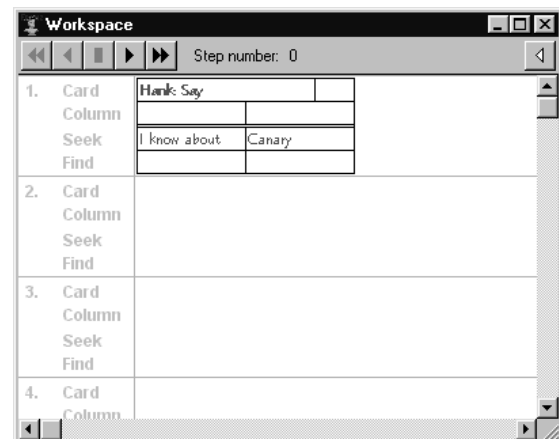 Workspace
Step number: 0
1. Card Hank: Say
Column
Seek I know about Canary
Find
2. Card
Column
Seek
Find
3. Card
Column
Seek
Find
4. Card
Column